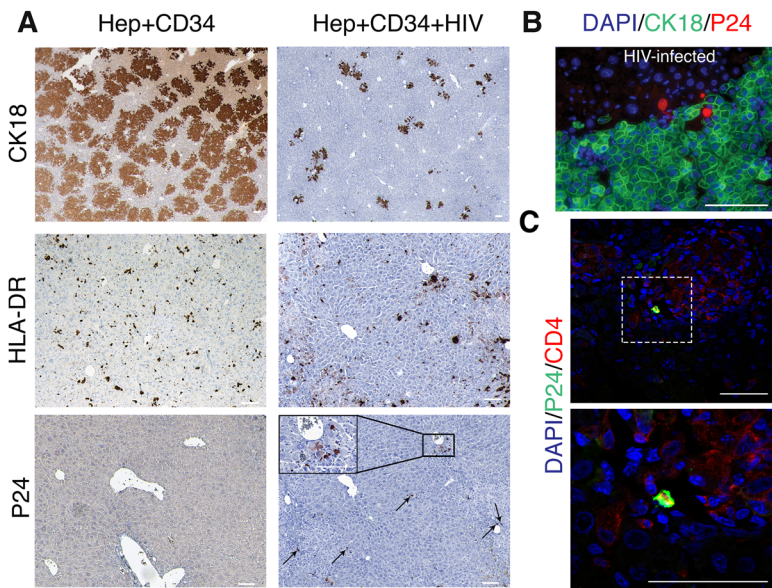 A
Hep+CD34
Hep+CD34+HIV
CK18
HLA-DR
P24
B
DAPI/CK18/P24
HIV-infected
C
DAPI/P24/CD4